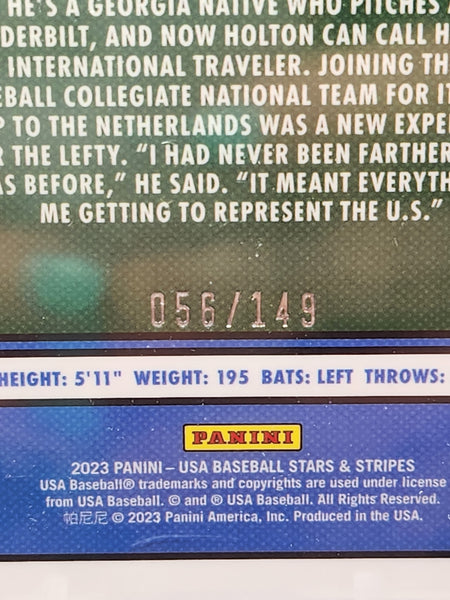 HE'S A GEORGIA NATIVE WHO PITCHES
DERBILT, AND NOW HOLTON CAN CALL H
INTERNATIONAL TRAVELER. JOINING TH
EBALL COLLEGIATE NATIONAL TEAM FOR IT
P TO THE NETHERLANDS WAS A NEW EXPE
R THE LEFTY. “I HAD NEVER BEEN FARTHER
AS BEFORE,” HE SAID. “IT MEANT EVERYTH
ME GETTING TO REPRESENT THE U.S.”
056/149
HEIGHT: 5'11" WEIGHT: 195 BATS: LEFT THROWS:
PANINI
2023 PANINI – USA BASEBALL STARS & STRIPES
USA Baseball® trademarks and copyrights are used under license
from USA Baseball. © and ® USA Baseball. All Rights Reserved.
帕尼尼 © 2023 Panini America, Inc. Produced in the USA.